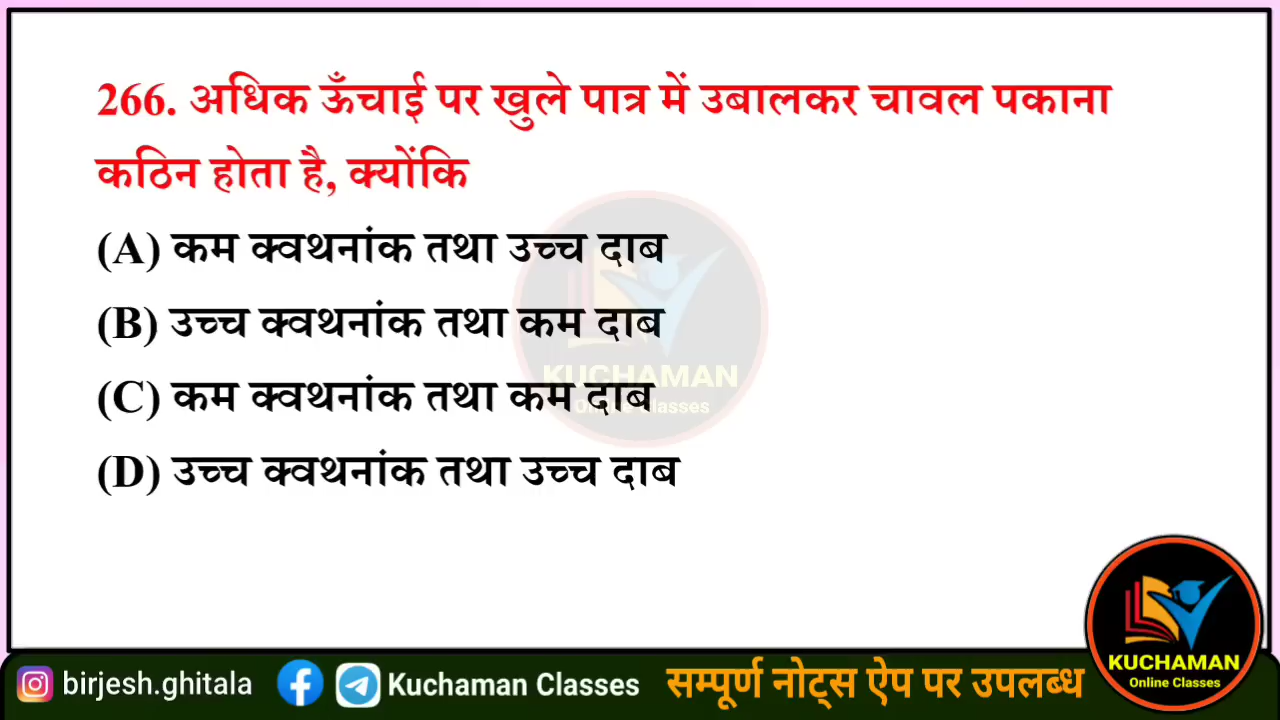 266. अधिक ऊँचाई पर खुले पात्र में उबालकर चावल पकाना
कठिन होता है, क्योंकि
(A) कम क्वथनांक तथा उच्च दाब
(B) उच्च क्वथनांक तथा कम दाब
(C) कम क्वथनांक तथा कम दाब
(D) उच्च क्वथनांक तथा उच्च दाब
KUCHAMAN
Online Classes
KUCHAMAN
Online Classes
birjesh.ghitala Kuchaman Classes सम्पूर्ण नोट्स ऐप पर उपलब्ध